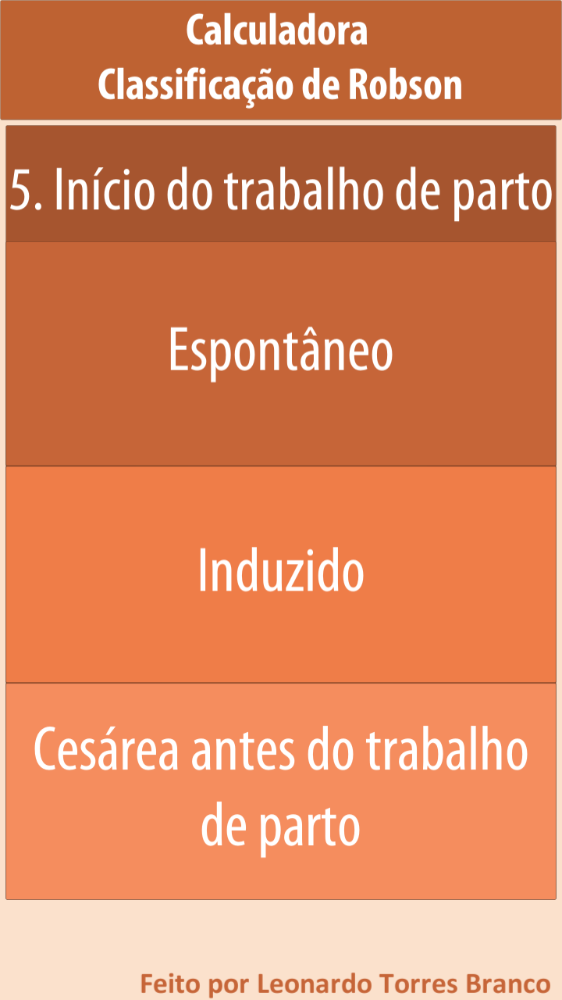 Calculadora
Classificação de Robson
5. Início do trabalho de parto
Espontâneo
Induzido
Cesárea antes do trabalho
de parto
Feito por Leonardo Torres Branco